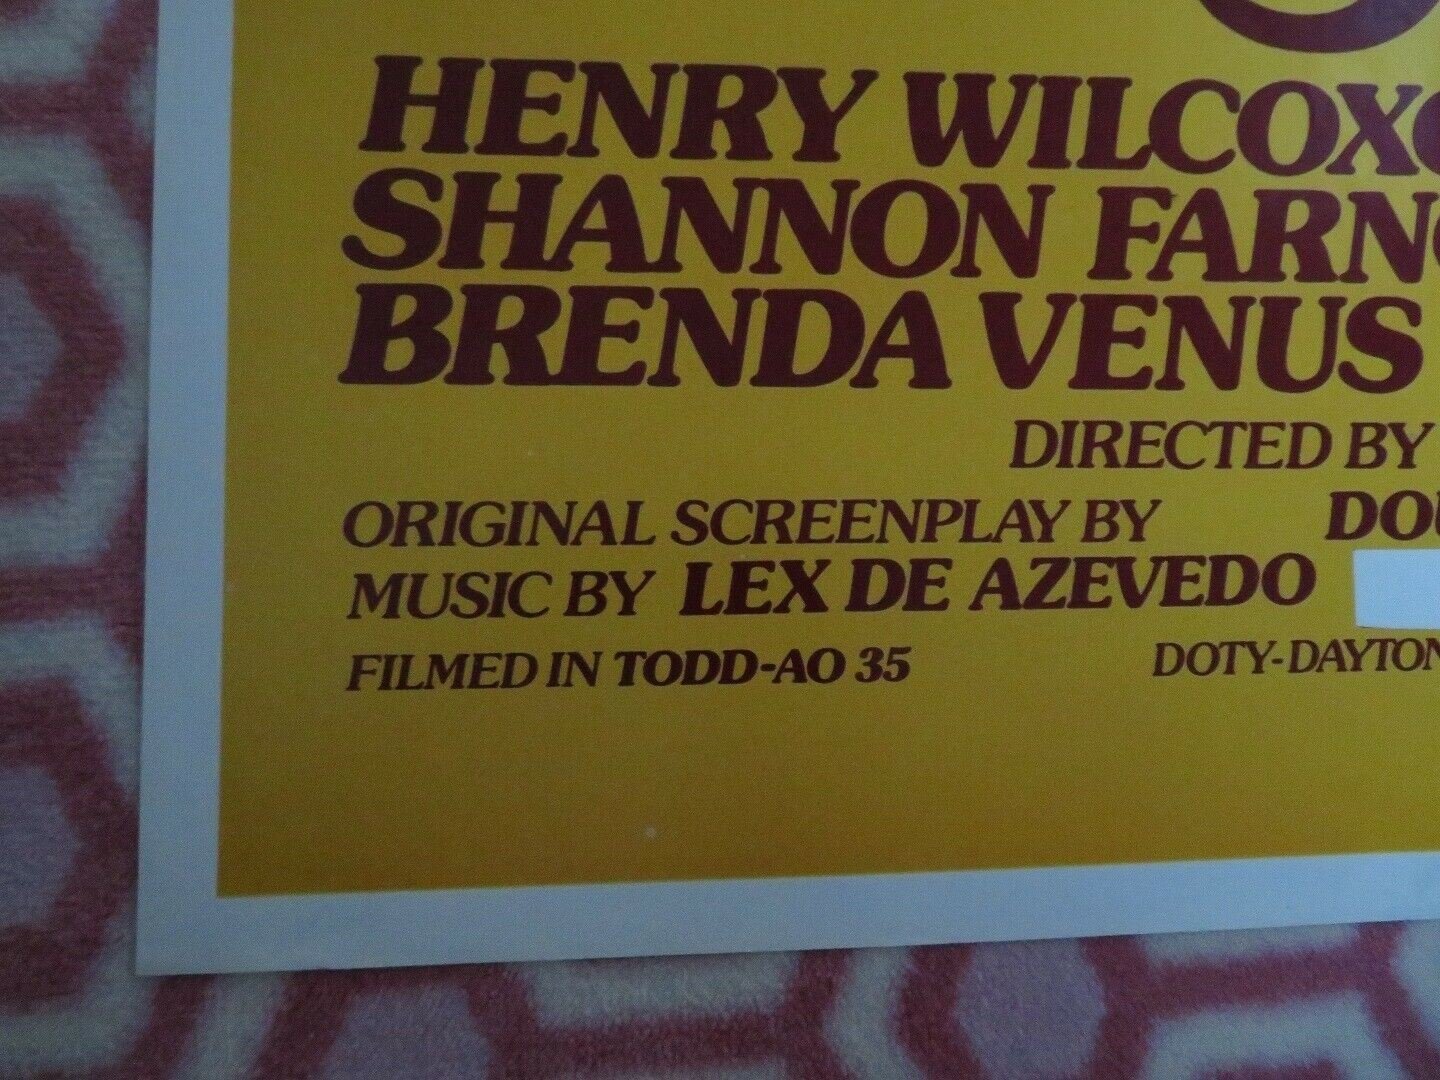 HENRY WILCOXO
SHANNON FARNO
BRENDA VENUS
DIRECTED BY
ORIGINAL SCREENPLAY BY DOU
MUSIC BY LEX DE AZEVEDO
FILMED IN TODD-AO 35 DOTY-DAYTON